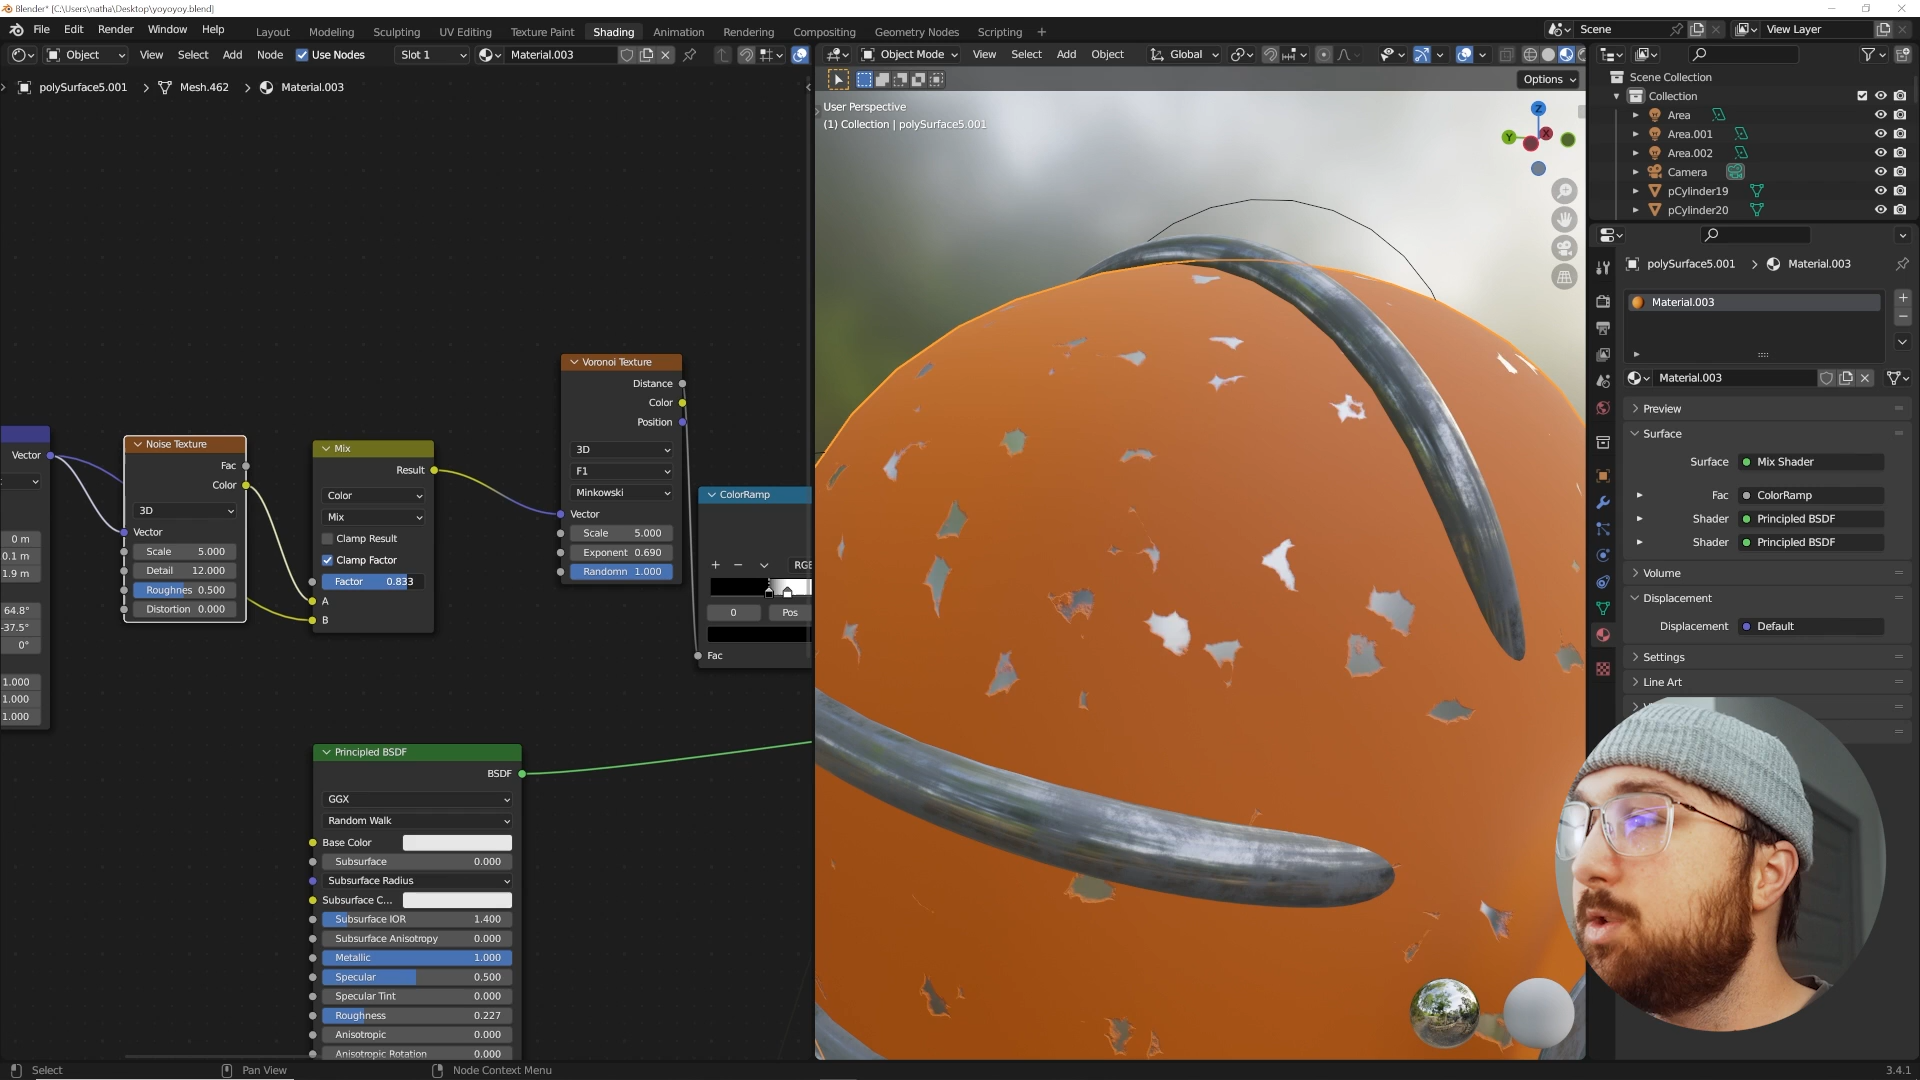 Blender* [C:\Users\natha\Desktop\yoyoyoy.blend]
File Edit Render Window Help
Layout Modeling Sculpting UV Editing Texture Paint Shading Animation Rendering Compositing Geometry Nodes Scripting +
Scene
View Layer
Object View Select Add Node Use Nodes Slot 1 Material.003
Object Mode View Select Add Object Global
Options
polySurface5.001 > Mesh.462 > Material.003
User Perspective
(1) Collection | polySurface5.001
Z
Y
X
Scene Collection
Collection
Area
Area.001
Area.002
Camera
pCylinder19
pCylinder20
polySurface5.001 > Material.003
Material.003
Material.003
Preview
Surface
Surface Mix Shader
Fac ColorRamp
Shader Principled BSDF
Shader Principled BSDF
Volume
Displacement
Displacement Default
Settings
Line Art
Vector
0 m
0.1 m
1.9 m
64.8°
-37.5°
0°
1.000
1.000
1.000
Noise Texture
Fac
Color
3D
Vector
Scale 5.000
Detail 12.000
Roughnes 0.500
Distortion 0.000
Mix
Result
Color
Mix
Clamp Result
Clamp Factor
Factor 0.833
A
B
Voronoi Texture
Distance
Color
Position
3D
F1
Minkowski
Vector
Scale 5.000
Exponent 0.690
Randomn 1.000
ColorRamp
RGB
0 Pos
Fac
Principled BSDF
BSDF
GGX
Random Walk
Base Color
Subsurface 0.000
Subsurface Radius
Subsurface C...
Subsurface IOR 1.400
Subsurface Anisotropy 0.000
Metallic 1.000
Specular 0.500
Specular Tint 0.000
Roughness 0.227
Anisotropic 0.000
Anisotropic Rotation 0.000
Select
Pan View
Node Context Menu
3.4.1